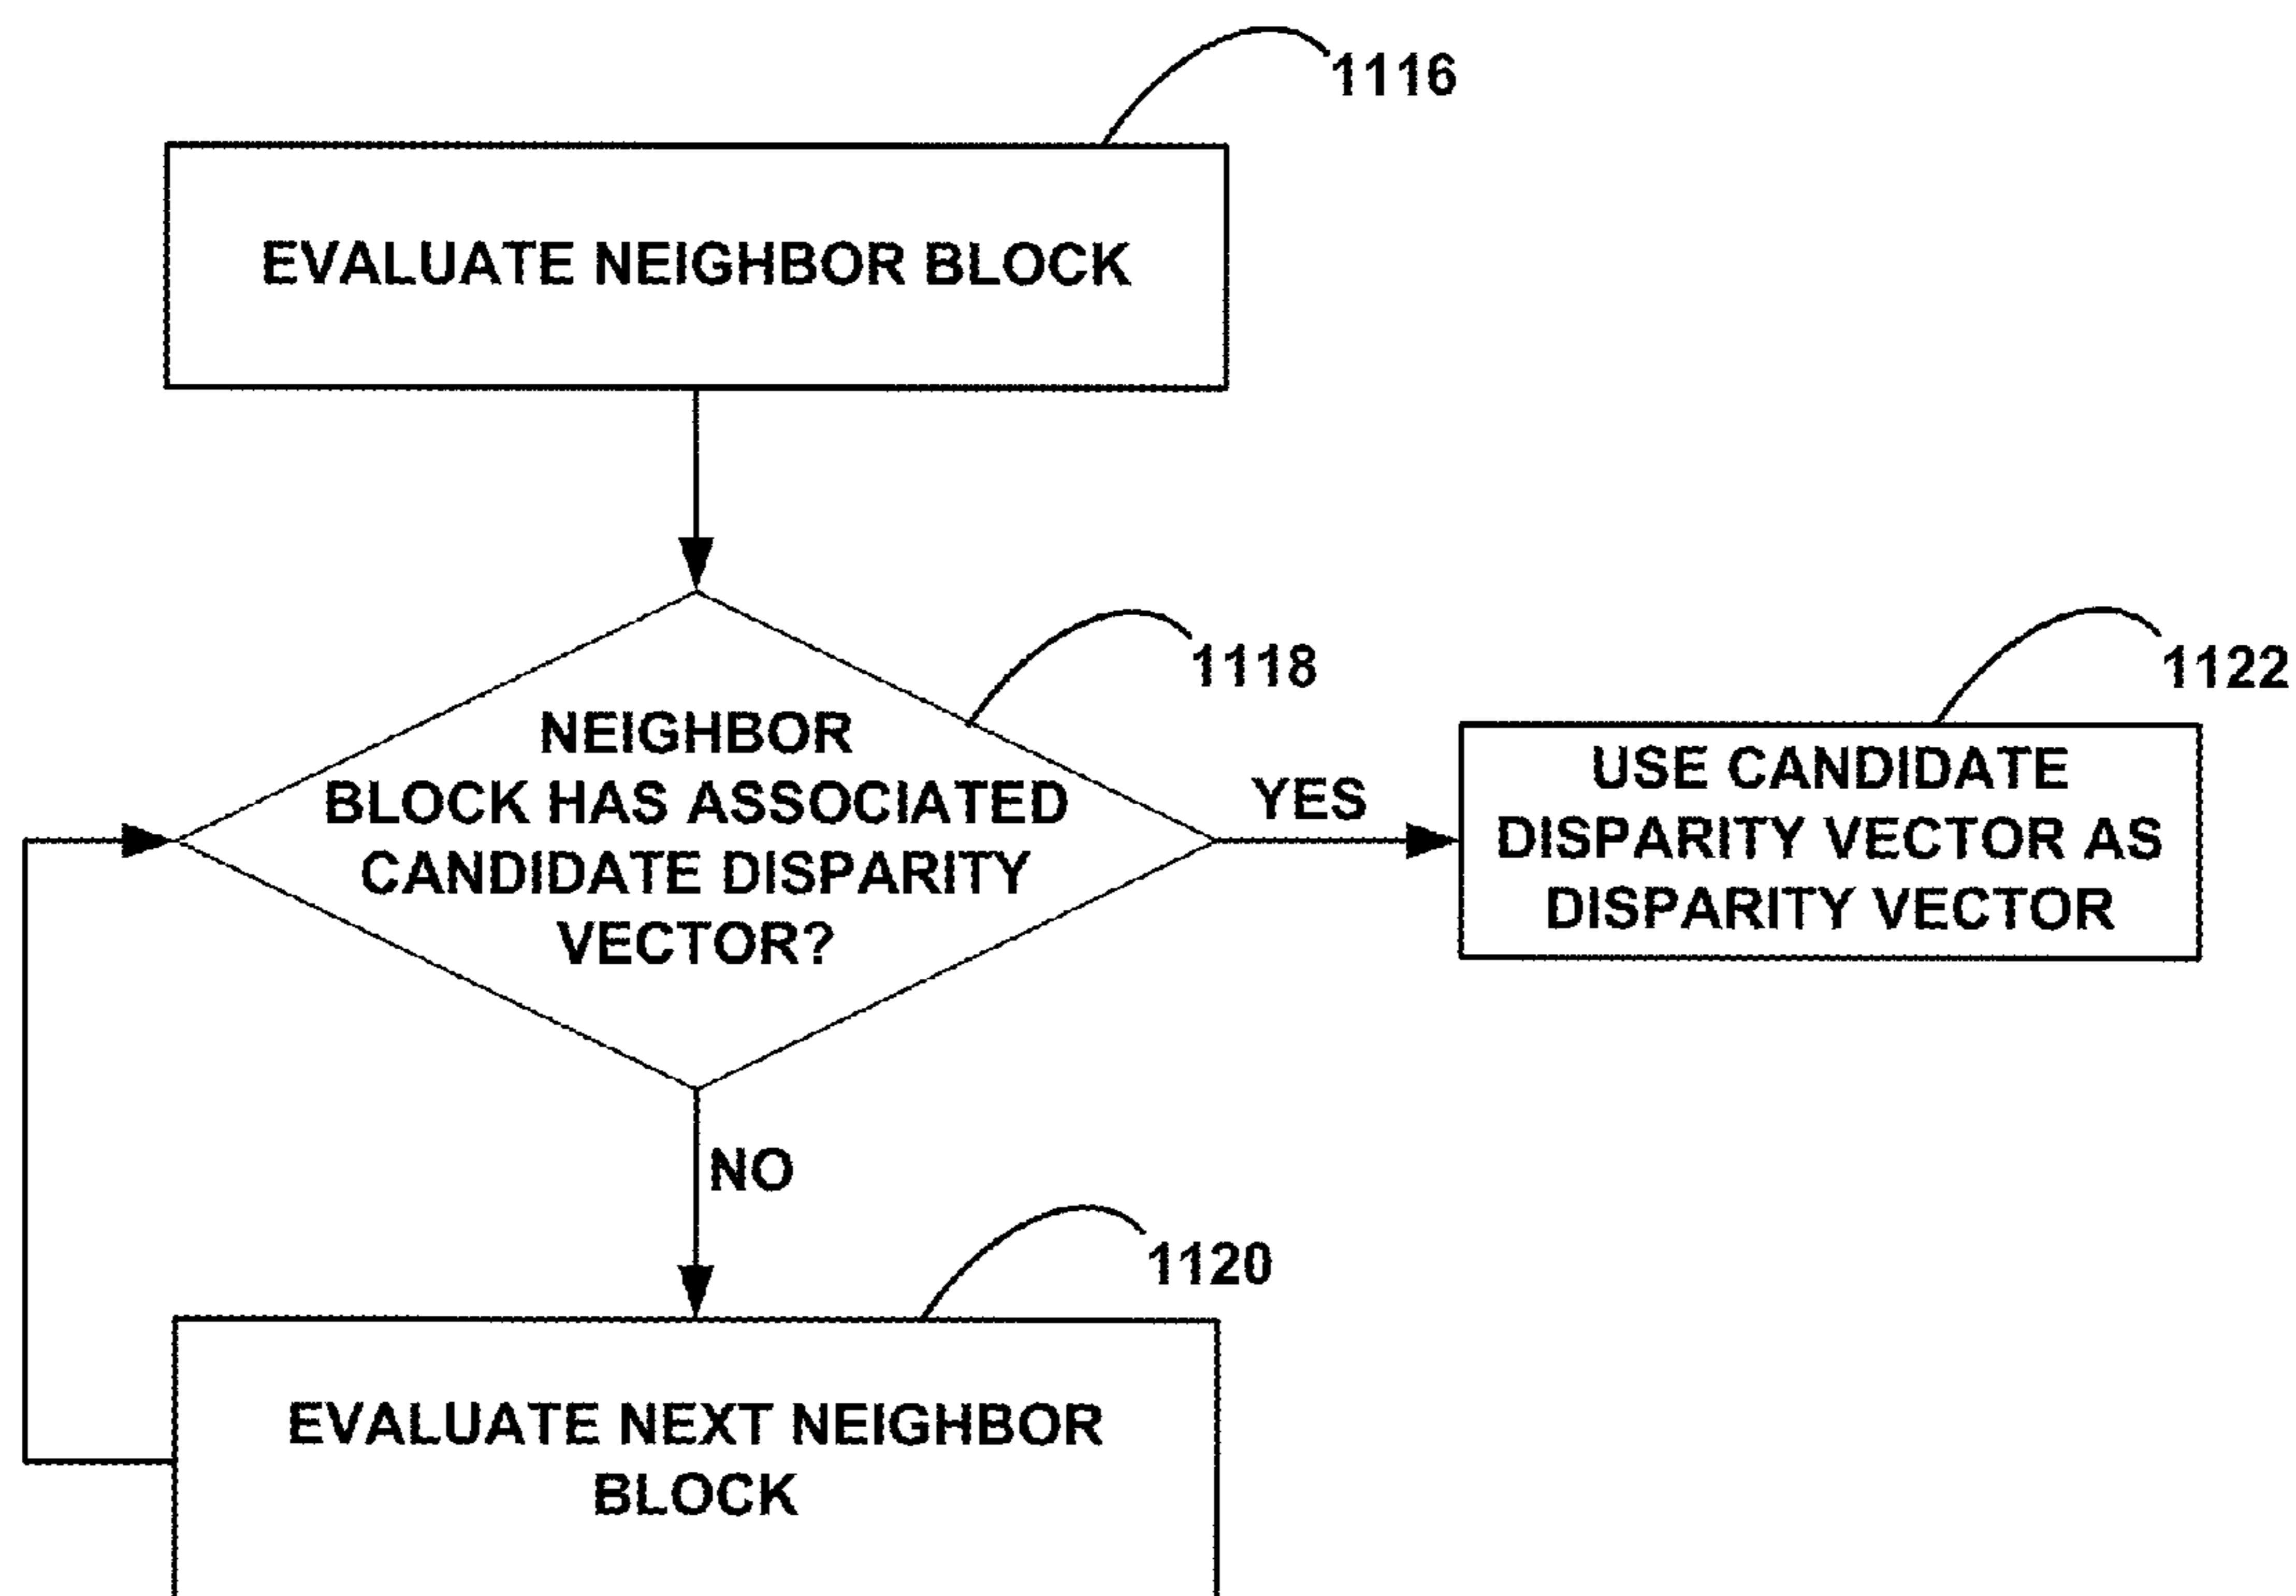 1116
EVALUATE NEIGHBOR BLOCK
1118
NEIGHBOR
BLOCK HAS ASSOCIATED
CANDIDATE DISPARITY
VECTOR?
YES
1122
USE CANDIDATE
DISPARITY VECTOR AS
DISPARITY VECTOR
NO
1120
EVALUATE NEXT NEIGHBOR
BLOCK